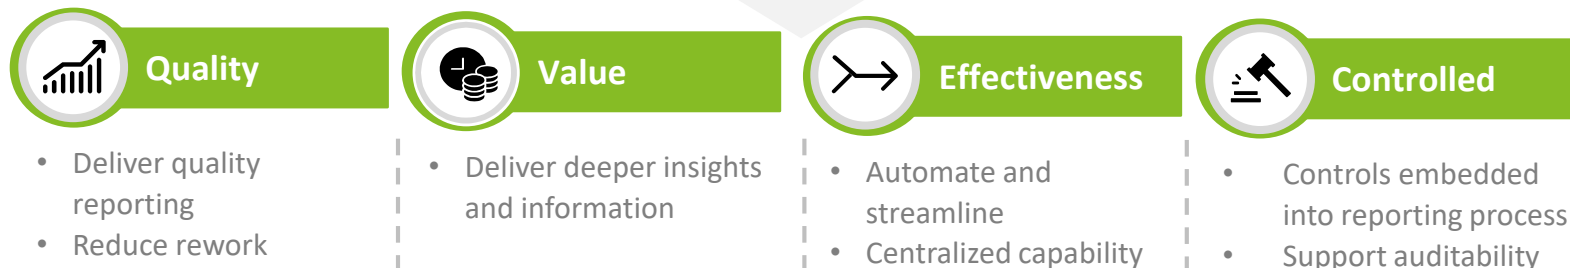 Quality
• Deliver quality
reporting
• Reduce rework
Value
• Deliver deeper insights
and information
Effectiveness
• Automate and
streamline
• Centralized capability
Controlled
• Controls embedded
into reporting process
• Support auditability